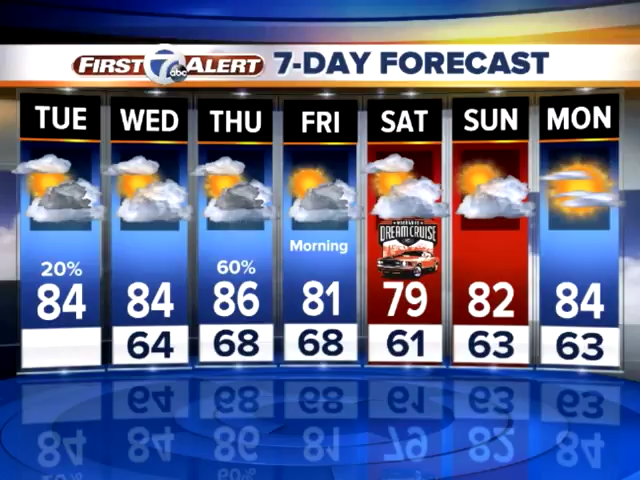 FIRST 7 abc ALERT 7-DAY FORECAST
TUE WED THU FRI SAT SUN MON
WOODWARD
DREAM CRUISE
Morning
20% 60%
84 84 86 81 79 82 84
64 68 68 61 63 63